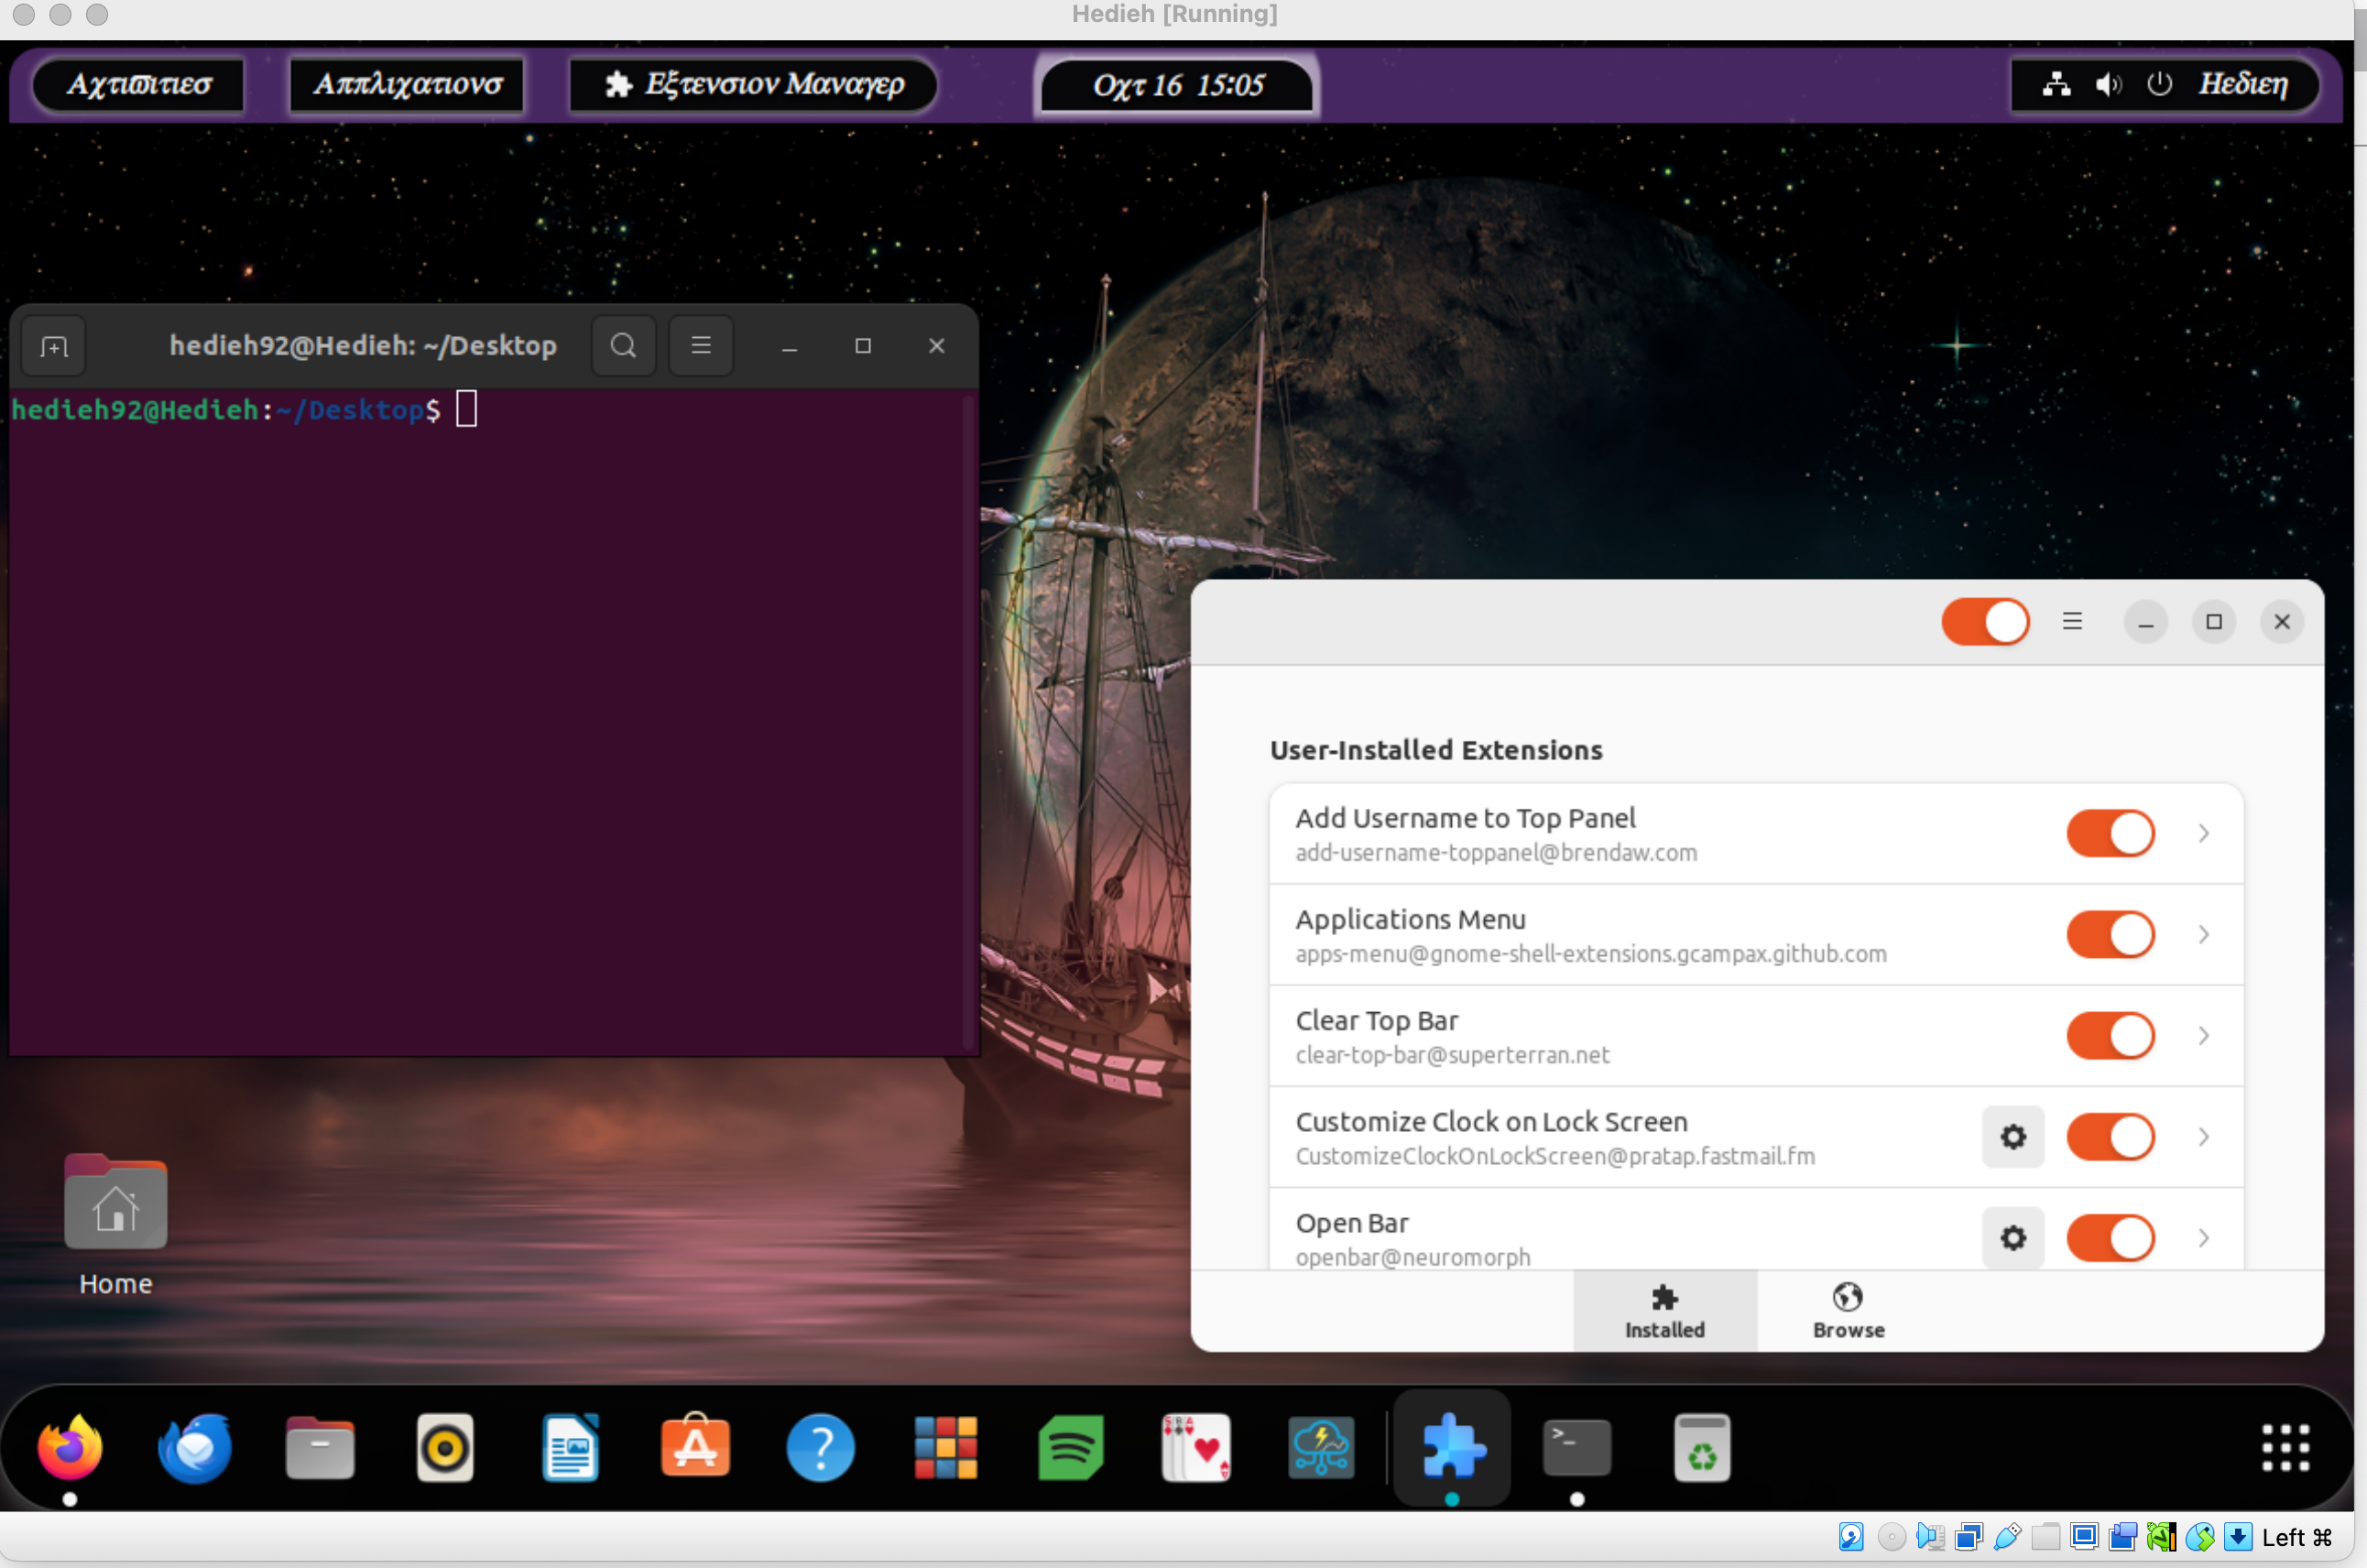 Hedieh [Running]
Αχτιϖιτιεσ
Αππλιχατιονσ
Εξτενσιον Μαναγερ
Οχτ 16 15:05
Ηεδιεη
hedieh92@Hedieh: ~/Desktop
hedieh92@Hedieh:~/Desktop$
User-Installed Extensions
Add Username to Top Panel
add-username-toppanel@brendaw.com
Applications Menu
apps-menu@gnome-shell-extensions.gcampax.github.com
Clear Top Bar
clear-top-bar@superterran.net
Customize Clock on Lock Screen
CustomizeClockOnLockScreen@pratap.fastmail.fm
Open Bar
openbar@neuromorph
Installed
Browse
Home
Left ⌘